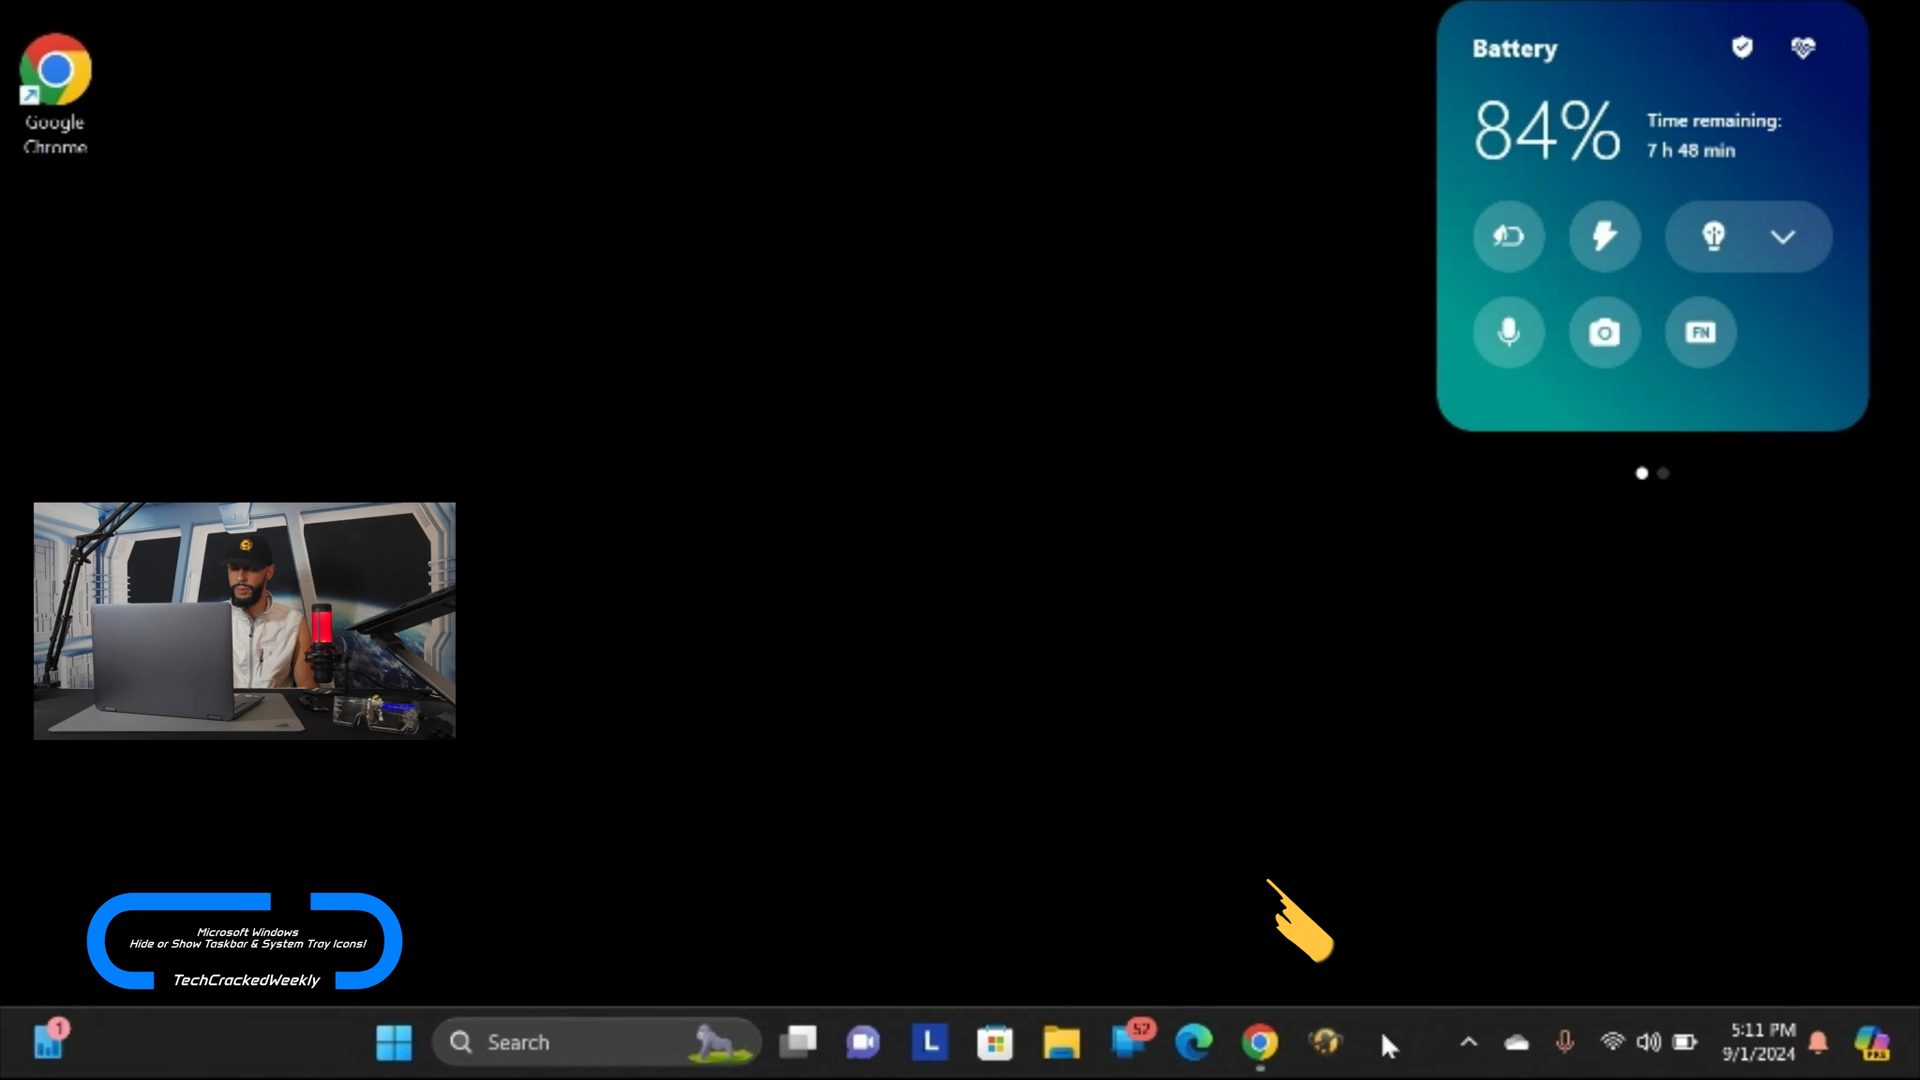 Google
Chrome
Battery
84%
Time remaining:
7 h 48 min
FN
Microsoft Windows
Hide or Show Taskbar & System Tray Icons!
TechCrackedWeekly
1
Search
L
52
5:11 PM
9/1/2024